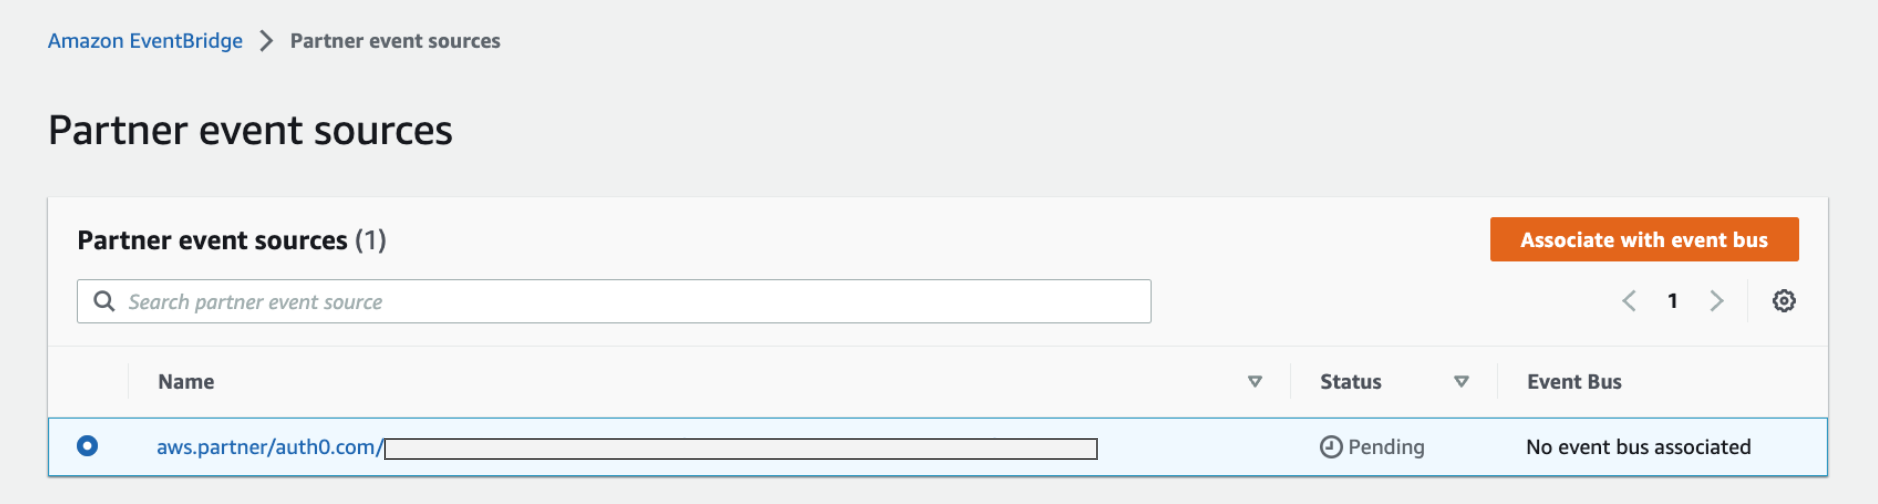 Amazon EventBridge > Partner event sources
Partner event sources
Partner event sources (1)
Associate with event bus
Search partner event source
1
Name Status Event Bus
aws.partner/auth0.com/ Pending No event bus associated